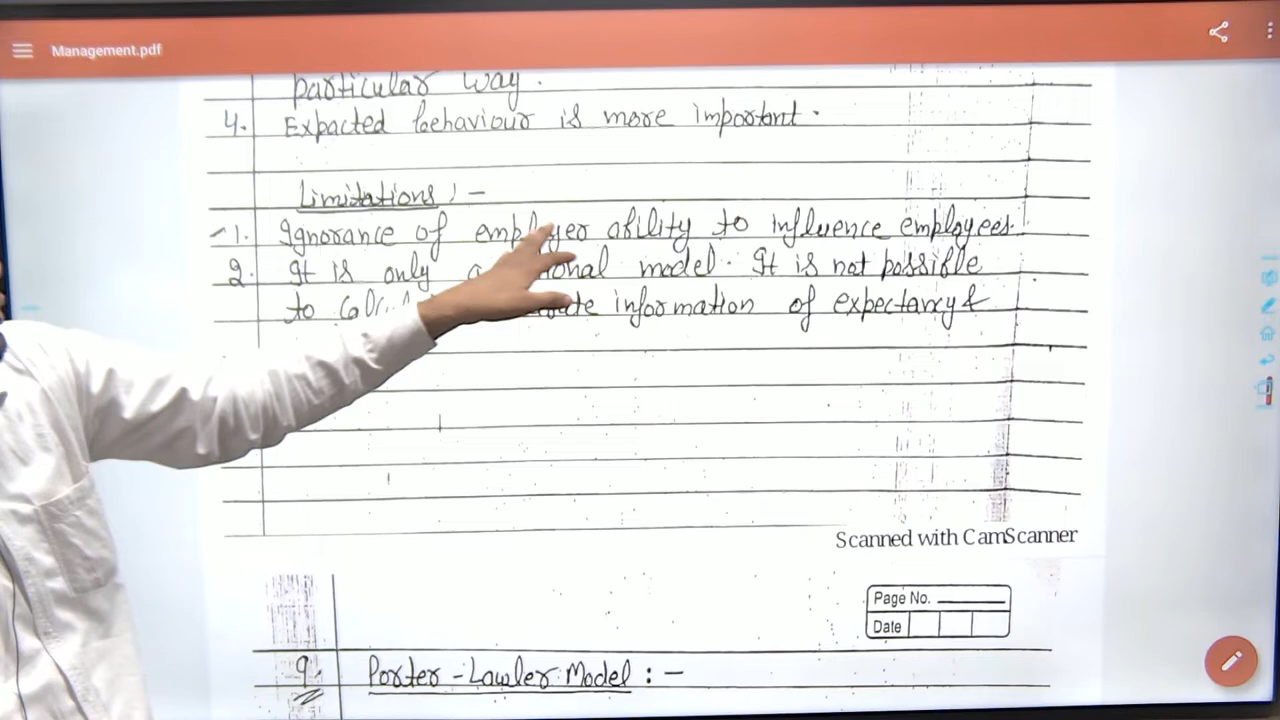 Management.pdf
particular way.
4. Expacted behaviour is more important.
Limitations :-
1. Ignorance of employer ability to influence employees.
2. It is only a model. It is not possible
to information of expectancy &
Scanned with CamScanner
Page No.
Date
9. Porter - Lawler Model : -